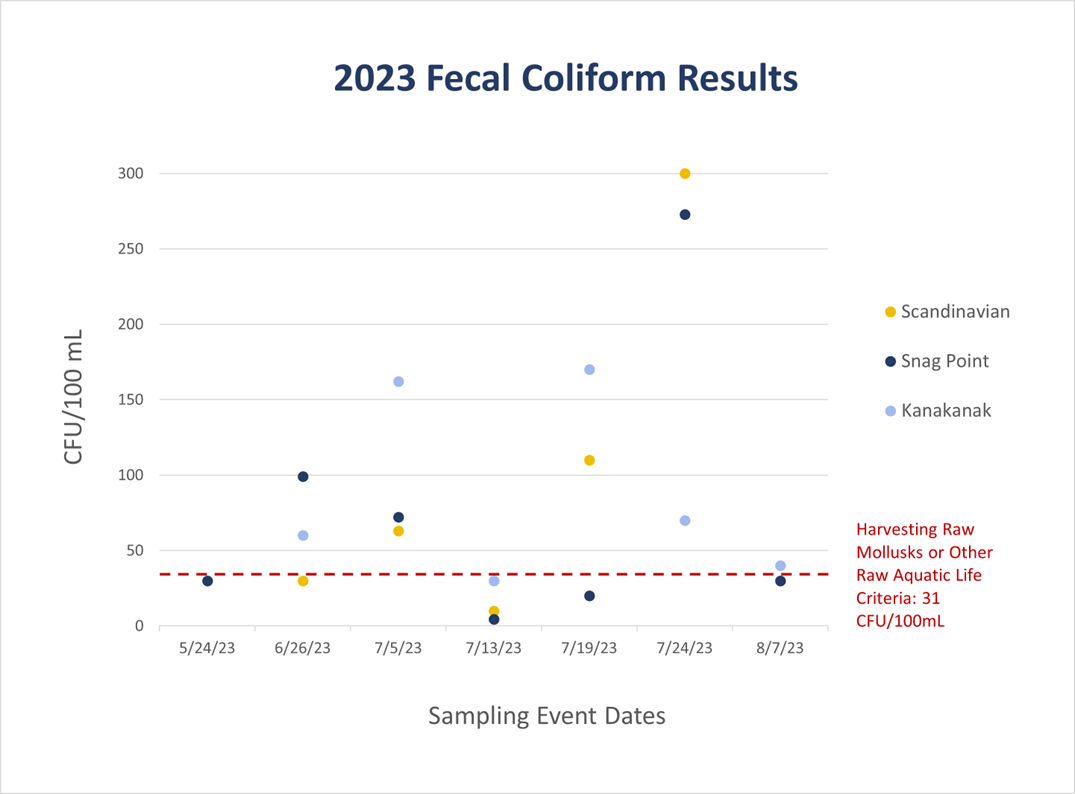 2023 Fecal Coliform Results
300
250
200
150
100
50
0
CFU/100 mL
5/24/23 6/26/23 7/5/23 7/13/23 7/19/23 7/24/23 8/7/23
Sampling Event Dates
Scandinavian
Snag Point
Kanakanak
Harvesting Raw
Mollusks or Other
Raw Aquatic Life
Criteria: 31
CFU/100mL